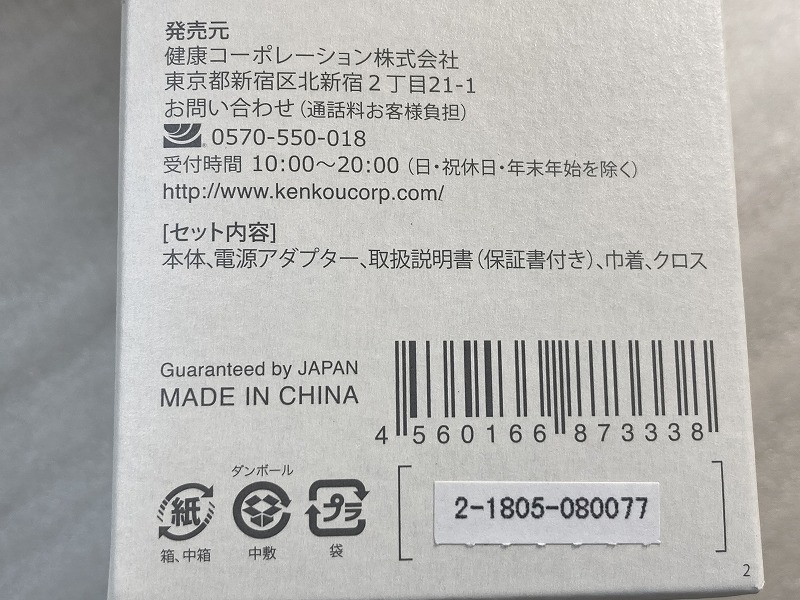 発売元
健康コーポレーション株式会社
東京都新宿区北新宿2丁目21-1
お問い合わせ（通話料お客様負担）
0570-550-018
受付時間 10:00～20:00（日・祝休日・年末年始を除く）
http://www.kenkoucorp.com/
[セット内容]
本体、電源アダプター、取扱説明書（保証書付き）、巾着、クロス
Guaranteed by JAPAN
MADE IN CHINA
4 560166 873338
ダンボール
紙
プラ
箱、中箱
中敷
袋
2-1805-080077
2